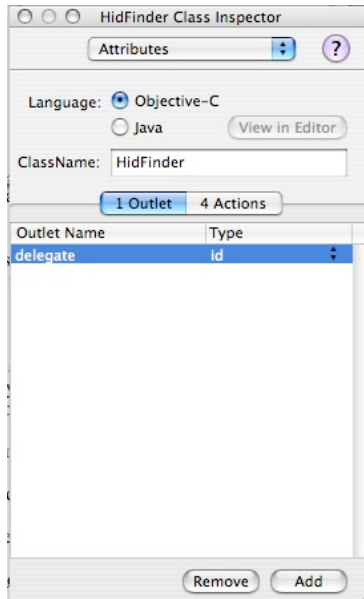 HidFinder Class Inspector
Attributes
?
Language: Objective-C
Java View in Editor
ClassName: HidFinder
1 Outlet 4 Actions
Outlet Name Type
delegate id
Remove Add